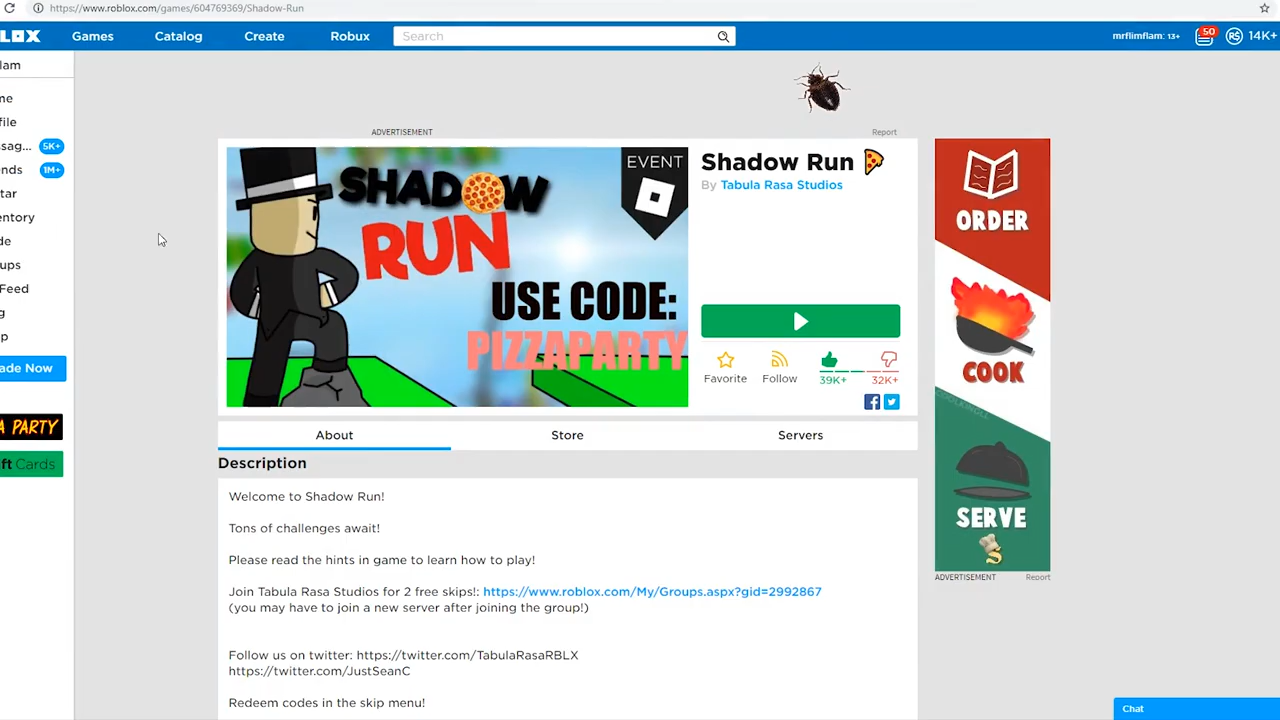 https://www.roblox.com/games/604769369/Shadow-Run
LOX
Games
Catalog
Create
Robux
Search
mrflimflam: 13+
50
14K+
lam
me
file
ssag... 5K+
nds 1M+
tar
entory
de
ups
Feed
g
p
ade Now
A PARTY
ft Cards
ADVERTISEMENT
Report
SHADOW
RUN
USE CODE:
PIZZAPARTY
EVENT
Shadow Run
By Tabula Rasa Studios
Favorite
Follow
39K+
32K+
About
Store
Servers
Description
Welcome to Shadow Run!
Tons of challenges await!
Please read the hints in game to learn how to play!
Join Tabula Rasa Studios for 2 free skips!: https://www.roblox.com/My/Groups.aspx?gid=2992867
(you may have to join a new server after joining the group!)
Follow us on twitter: https://twitter.com/TabulaRasaRBLX
https://twitter.com/JustSeanC
Redeem codes in the skip menu!
ORDER
COOK
SERVE
ADVERTISEMENT
Report
Chat